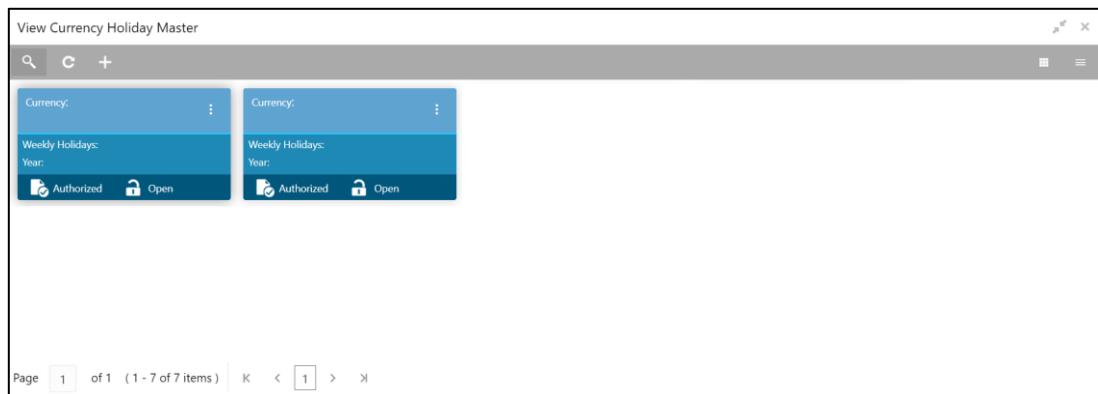 View Currency Holiday Master
Currency: Currency:
Weekly Holidays: Weekly Holidays:
Year: Year:
Authorized Open Authorized Open
Page 1 of 1 ( 1 - 7 of 7 items ) 1